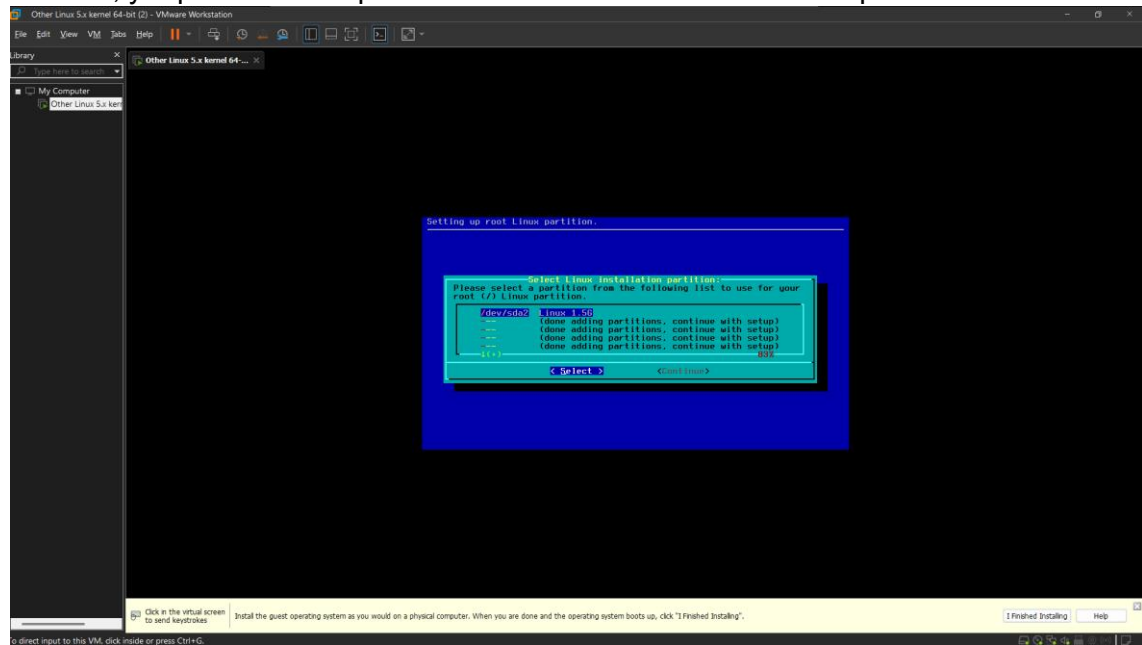 Other Linux 5.x kernel 64-bit (2) - VMware Workstation
File Edit View VM Tabs Help
Library
Type here to search
Other Linux 5.x kernel 64-...
My Computer
Other Linux 5.x kern
Setting up root Linux partition.
Select Linux installation partition:
Please select a partition from the following list to use for your
root (/) Linux partition.
/dev/sda2 Linux 1.5G
--- (done adding partitions, continue with setup)
--- (done adding partitions, continue with setup)
--- (done adding partitions, continue with setup)
--- (done adding partitions, continue with setup)
83%
< Select > <Continue>
Click in the virtual screen
to send keystrokes
Install the guest operating system as you would on a physical computer. When you are done and the operating system boots up, click "I Finished Installing".
I Finished Installing Help
o direct input to this VM, click inside or press Ctrl+G.